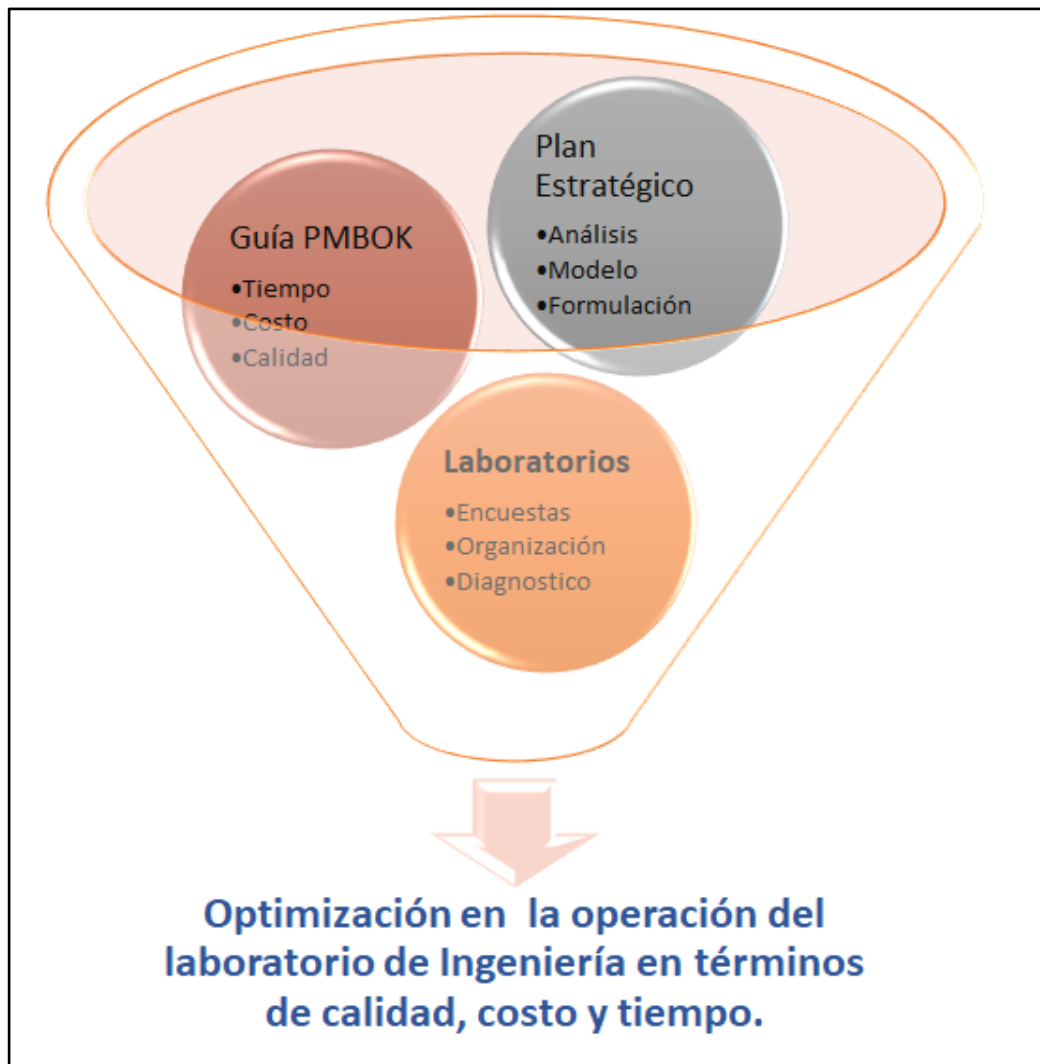 Plan
Estratégico
•Análisis
•Modelo
•Formulación
Guía PMBOK
•Tiempo
•Costo
•Calidad
Laboratorios
•Encuestas
•Organización
•Diagnostico
Optimización en  la operación del
laboratorio de Ingeniería en términos
de calidad, costo y tiempo.